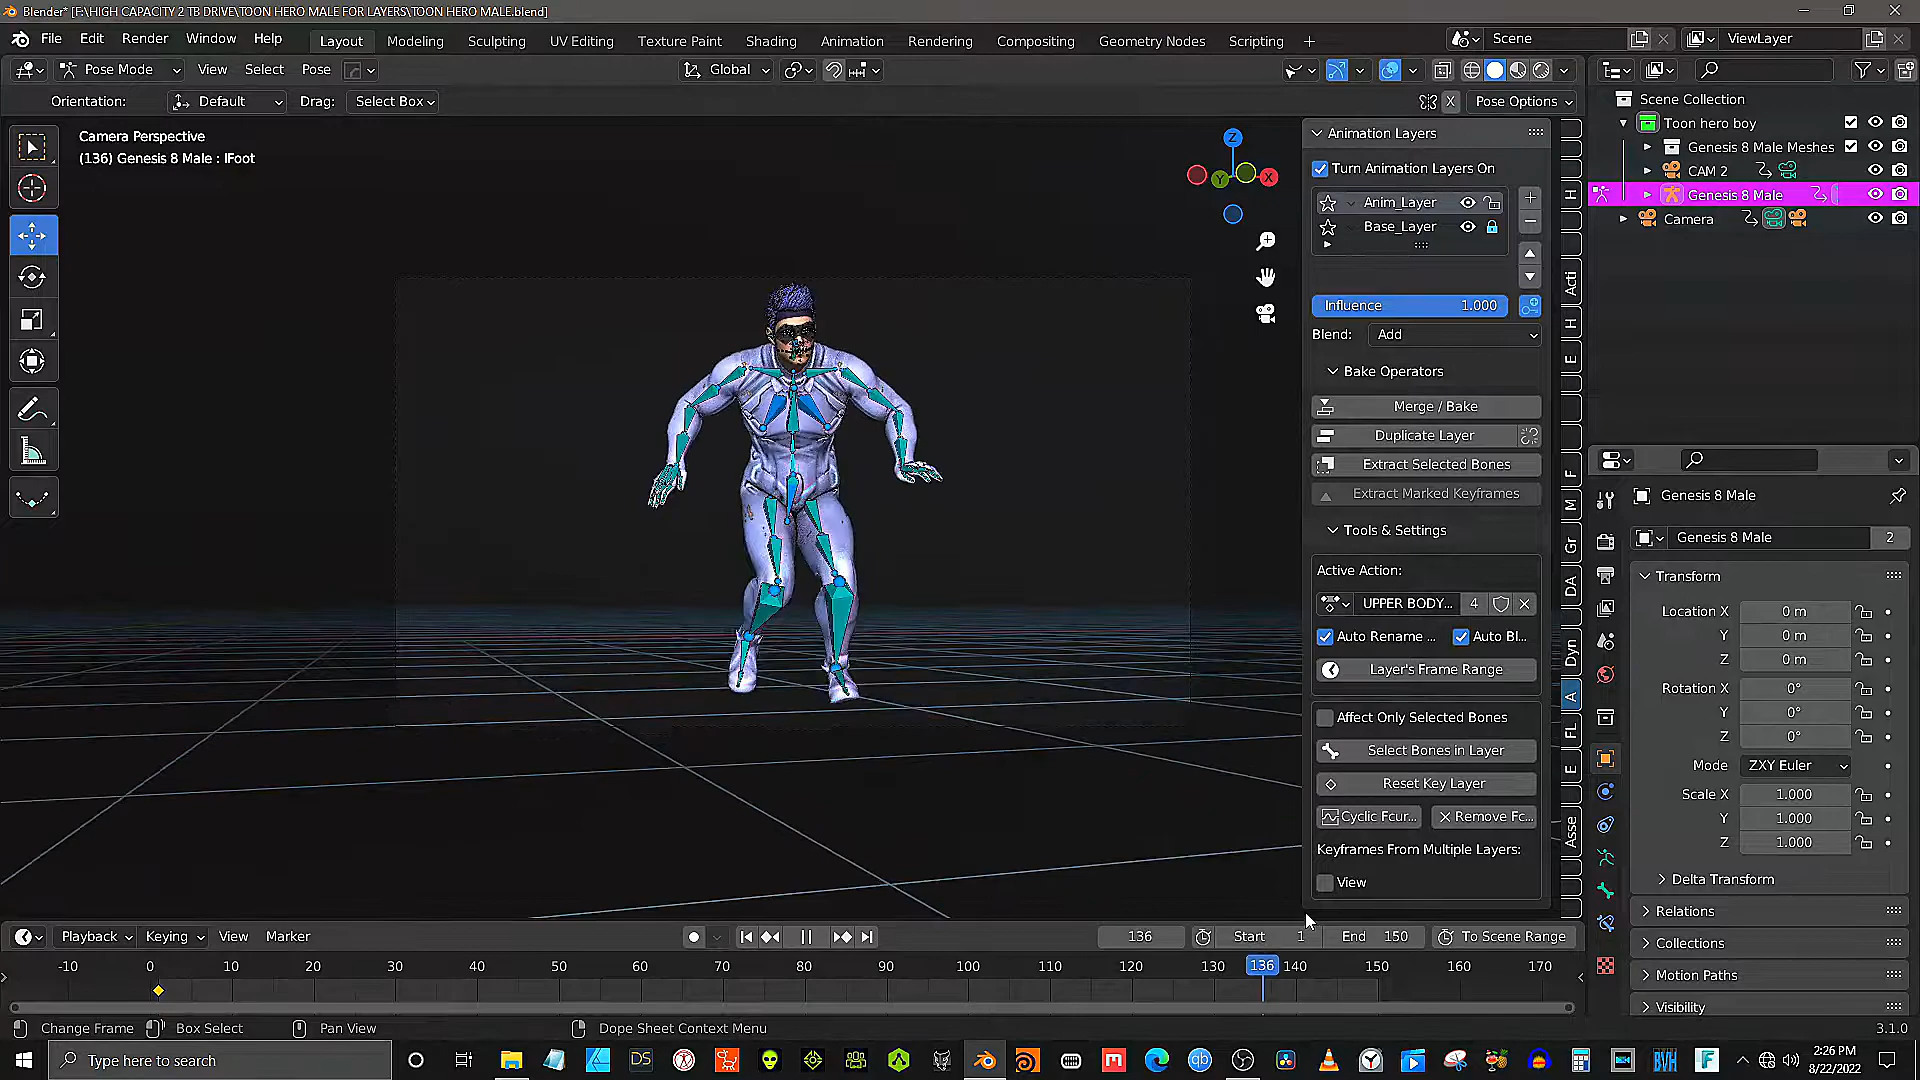 Blender* [F:\HIGH CAPACITY 2 TB DRIVE\TOON HERO MALE FOR LAYERS\TOON HERO MALE.blend]
File Edit Render Window Help Layout Modeling Sculpting UV Editing Texture Paint Shading Animation Rendering Compositing Geometry Nodes Scripting + Scene ViewLayer
Pose Mode View Select Pose Global
Orientation: Default Drag: Select Box X Pose Options
Camera Perspective
(136) Genesis 8 Male : lFoot
Z
X
Y
Animation Layers
Turn Animation Layers On
Anim_Layer
Base_Layer
Influence 1.000
Blend: Add
Bake Operators
Merge / Bake
Duplicate Layer
Extract Selected Bones
Extract Marked Keyframes
Tools & Settings
Active Action:
UPPER BODY... 4
Auto Rename ... Auto Bl...
Layer's Frame Range
Affect Only Selected Bones
Select Bones in Layer
Reset Key Layer
Cyclic Fcur... Remove Fc...
Keyframes From Multiple Layers:
View
H
Acti
H
E
F
M
Gr
DA
Dyn
A
FL
E
Asse
Scene Collection
Toon hero boy
Genesis 8 Male Meshes
CAM 2
Genesis 8 Male
Camera
Genesis 8 Male
Genesis 8 Male 2
Transform
Location X 0 m
Y 0 m
Z 0 m
Rotation X 0°
Y 0°
Z 0°
Mode ZXY Euler
Scale X 1.000
Y 1.000
Z 1.000
Delta Transform
Relations
Collections
Motion Paths
Visibility
Playback Keying View Marker 136 Start 1 End 150 To Scene Range
-10 0 10 20 30 40 50 60 70 80 90 100 110 120 130 136 140 150 160 170
Change Frame Box Select Pan View Dope Sheet Context Menu 3.1.0
Type here to search
DS
M
qb
BVH
F
2:26 PM
8/22/2022